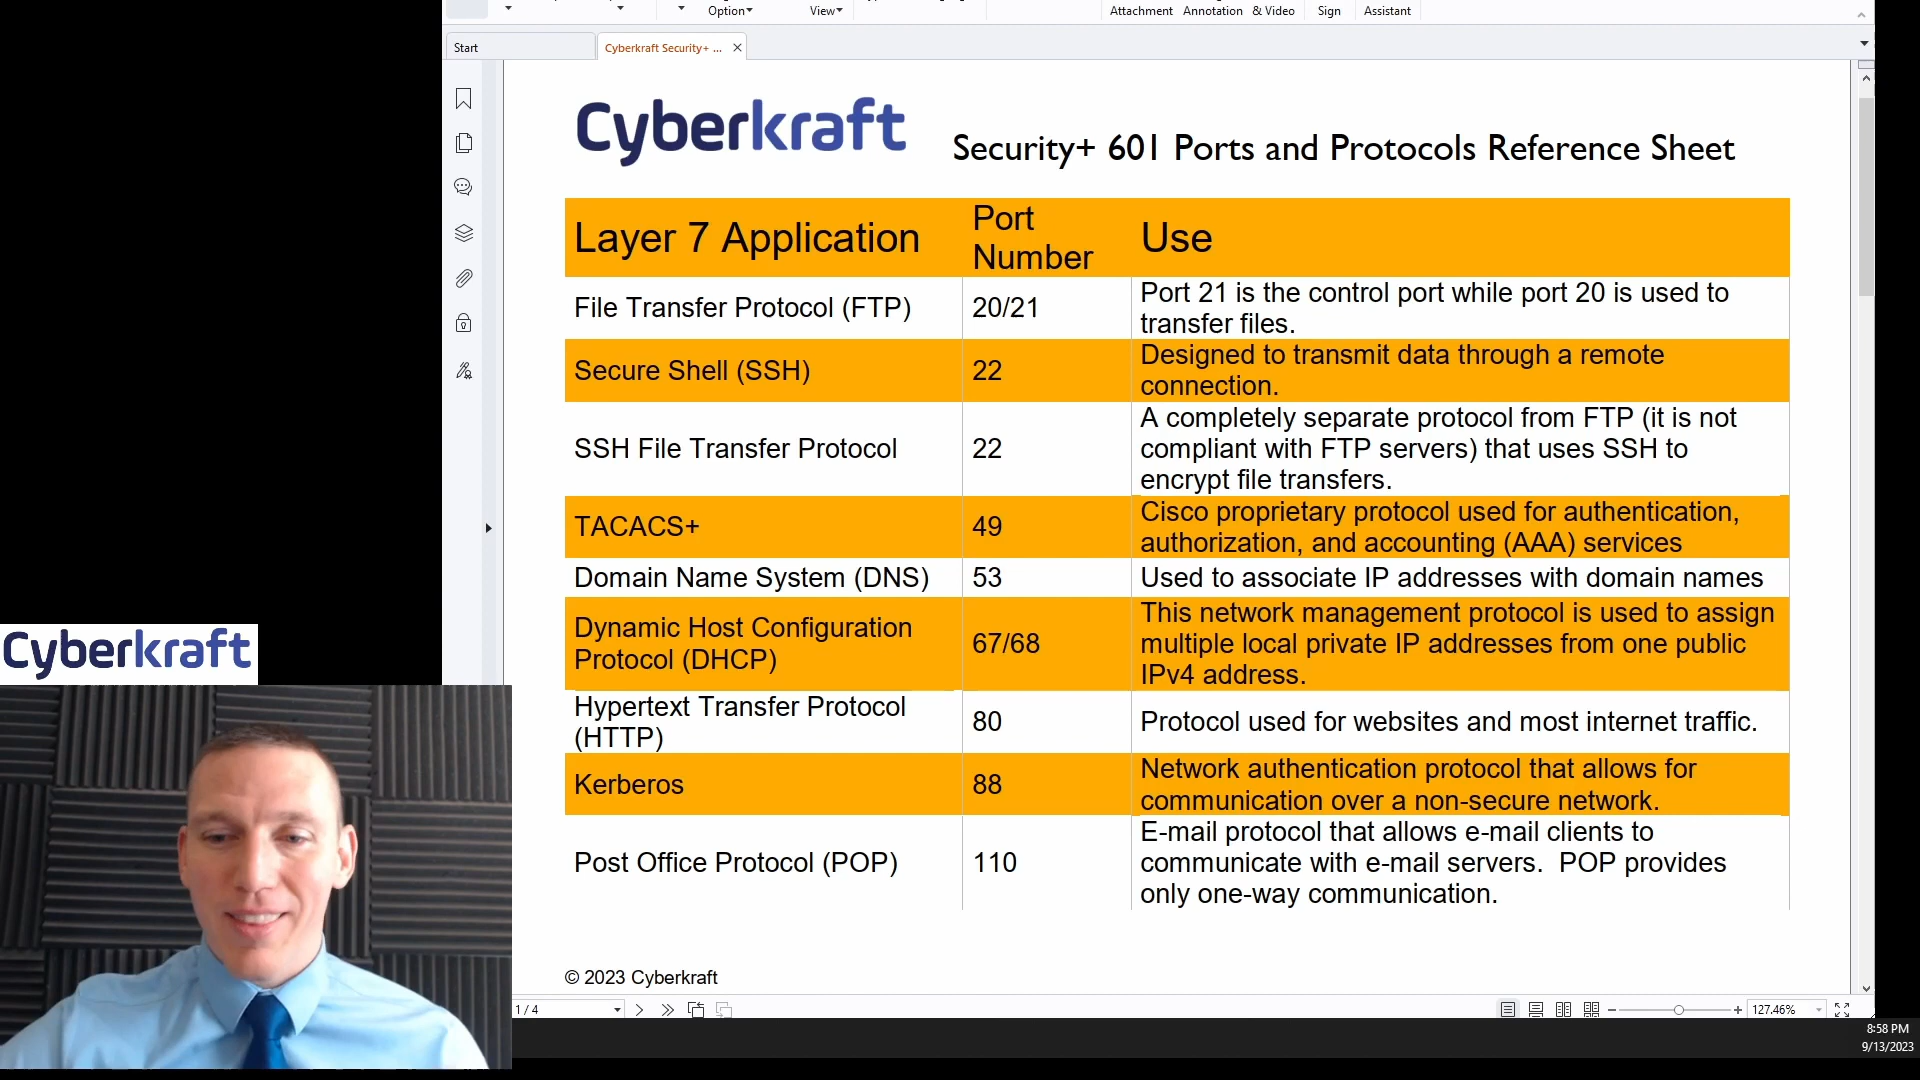 Option
View
Attachment
Annotation
& Video
Sign
Assistant
Start
Cyberkraft Security+ ...
Cyberkraft
Security+ 601 Ports and Protocols Reference Sheet
Layer 7 Application
Port
Number
Use
File Transfer Protocol (FTP)
20/21
Port 21 is the control port while port 20 is used to
transfer files.
Secure Shell (SSH)
22
Designed to transmit data through a remote
connection.
SSH File Transfer Protocol
22
A completely separate protocol from FTP (it is not
compliant with FTP servers) that uses SSH to
encrypt file transfers.
TACACS+
49
Cisco proprietary protocol used for authentication,
authorization, and accounting (AAA) services
Domain Name System (DNS)
53
Used to associate IP addresses with domain names
Dynamic Host Configuration
Protocol (DHCP)
67/68
This network management protocol is used to assign
multiple local private IP addresses from one public
IPv4 address.
Hypertext Transfer Protocol
(HTTP)
80
Protocol used for websites and most internet traffic.
Kerberos
88
Network authentication protocol that allows for
communication over a non-secure network.
Post Office Protocol (POP)
110
E-mail protocol that allows e-mail clients to
communicate with e-mail servers.  POP provides
only one-way communication.
© 2023 Cyberkraft
Cyberkraft
1 / 4
127.46%
8:58 PM
9/13/2023